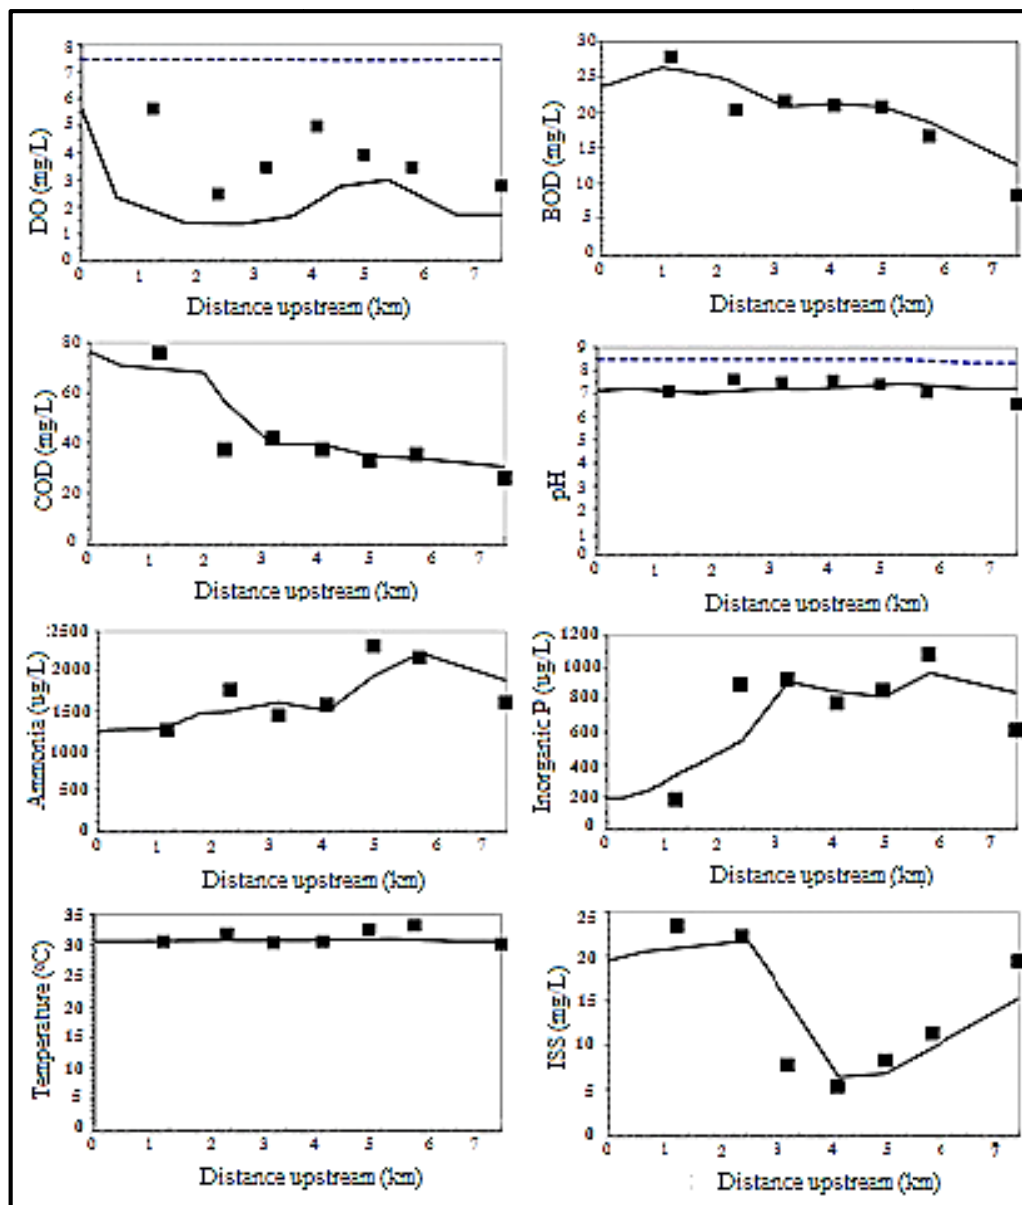 DO (mg/L)
8
7
6
5
4
3
2
1
0
0 1 2 3 4 5 6 7
Distance upstream (km)
BOD (mg/L)
30
25
20
15
10
5
0
0 1 2 3 4 5 6 7
Distance upstream (km)
COD (mg/L)
80
60
40
20
0
0 1 2 3 4 5 6 7
Distance upstream (km)
pH
9
8
7
6
5
4
3
2
1
0
0 1 2 3 4 5 6 7
Distance upstream (km)
Ammonia (ug/L)
2500
2000
1500
1000
500
0
0 1 2 3 4 5 6 7
Distance upstream (km)
Inorganic P (ug/L)
1200
1000
800
600
400
200
0
0 1 2 3 4 5 6 7
Distance upstream (km)
Temperature (°C)
35
30
25
20
15
10
5
0
0 1 2 3 4 5 6 7
Distance upstream (km)
ISS (mg/L)
25
20
15
10
5
0
0 1 2 3 4 5 6 7
Distance upstream (km)